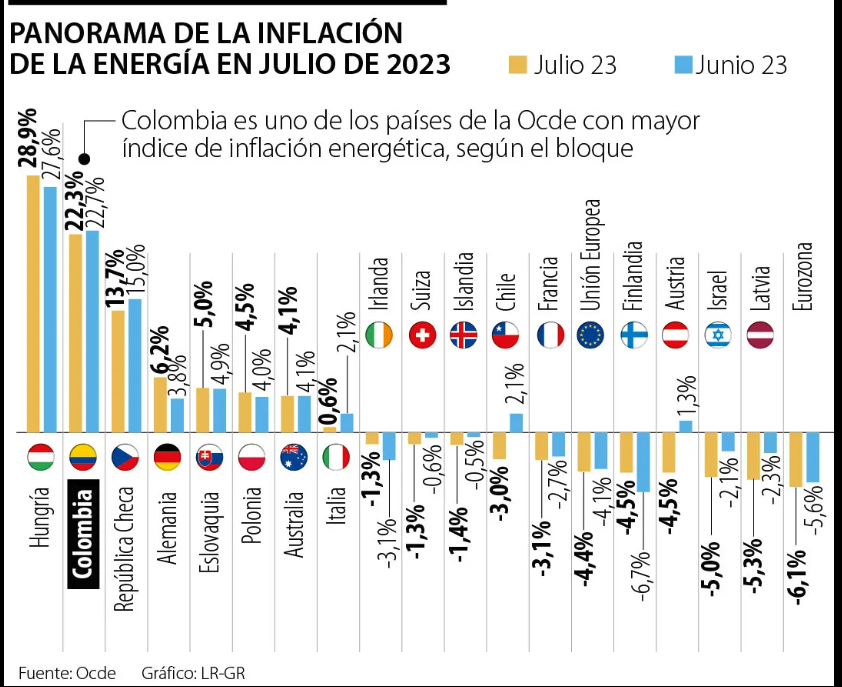 PANORAMA DE LA INFLACIÓN
DE LA ENERGÍA EN JULIO DE 2023
Julio 23
Junio 23
Colombia es uno de los países de la Ocde con mayor
índice de inflación energética, según el bloque
28,9%
27,6%
Hungría
22,3%
22,7%
Colombia
13,7%
15,0%
República Checa
6,2%
3,8%
Alemania
5,0%
4,9%
Eslovaquia
4,5%
4,0%
Polonia
4,1%
4,1%
Australia
0,6%
2,1%
Italia
Irlanda
-1,3%
-3,1%
Suiza
-1,3%
-0,6%
Islandia
-1,4%
-0,5%
Chile
-3,0%
2,1%
Francia
-3,1%
-2,7%
Unión Europea
-4,4%
-4,1%
Finlandia
-4,5%
-6,7%
Austria
-4,5%
1,3%
Israel
-5,0%
-2,1%
Latvia
-5,3%
-2,3%
Eurozona
-6,1%
-5,6%
Fuente: Ocde
Gráfico: LR-GR